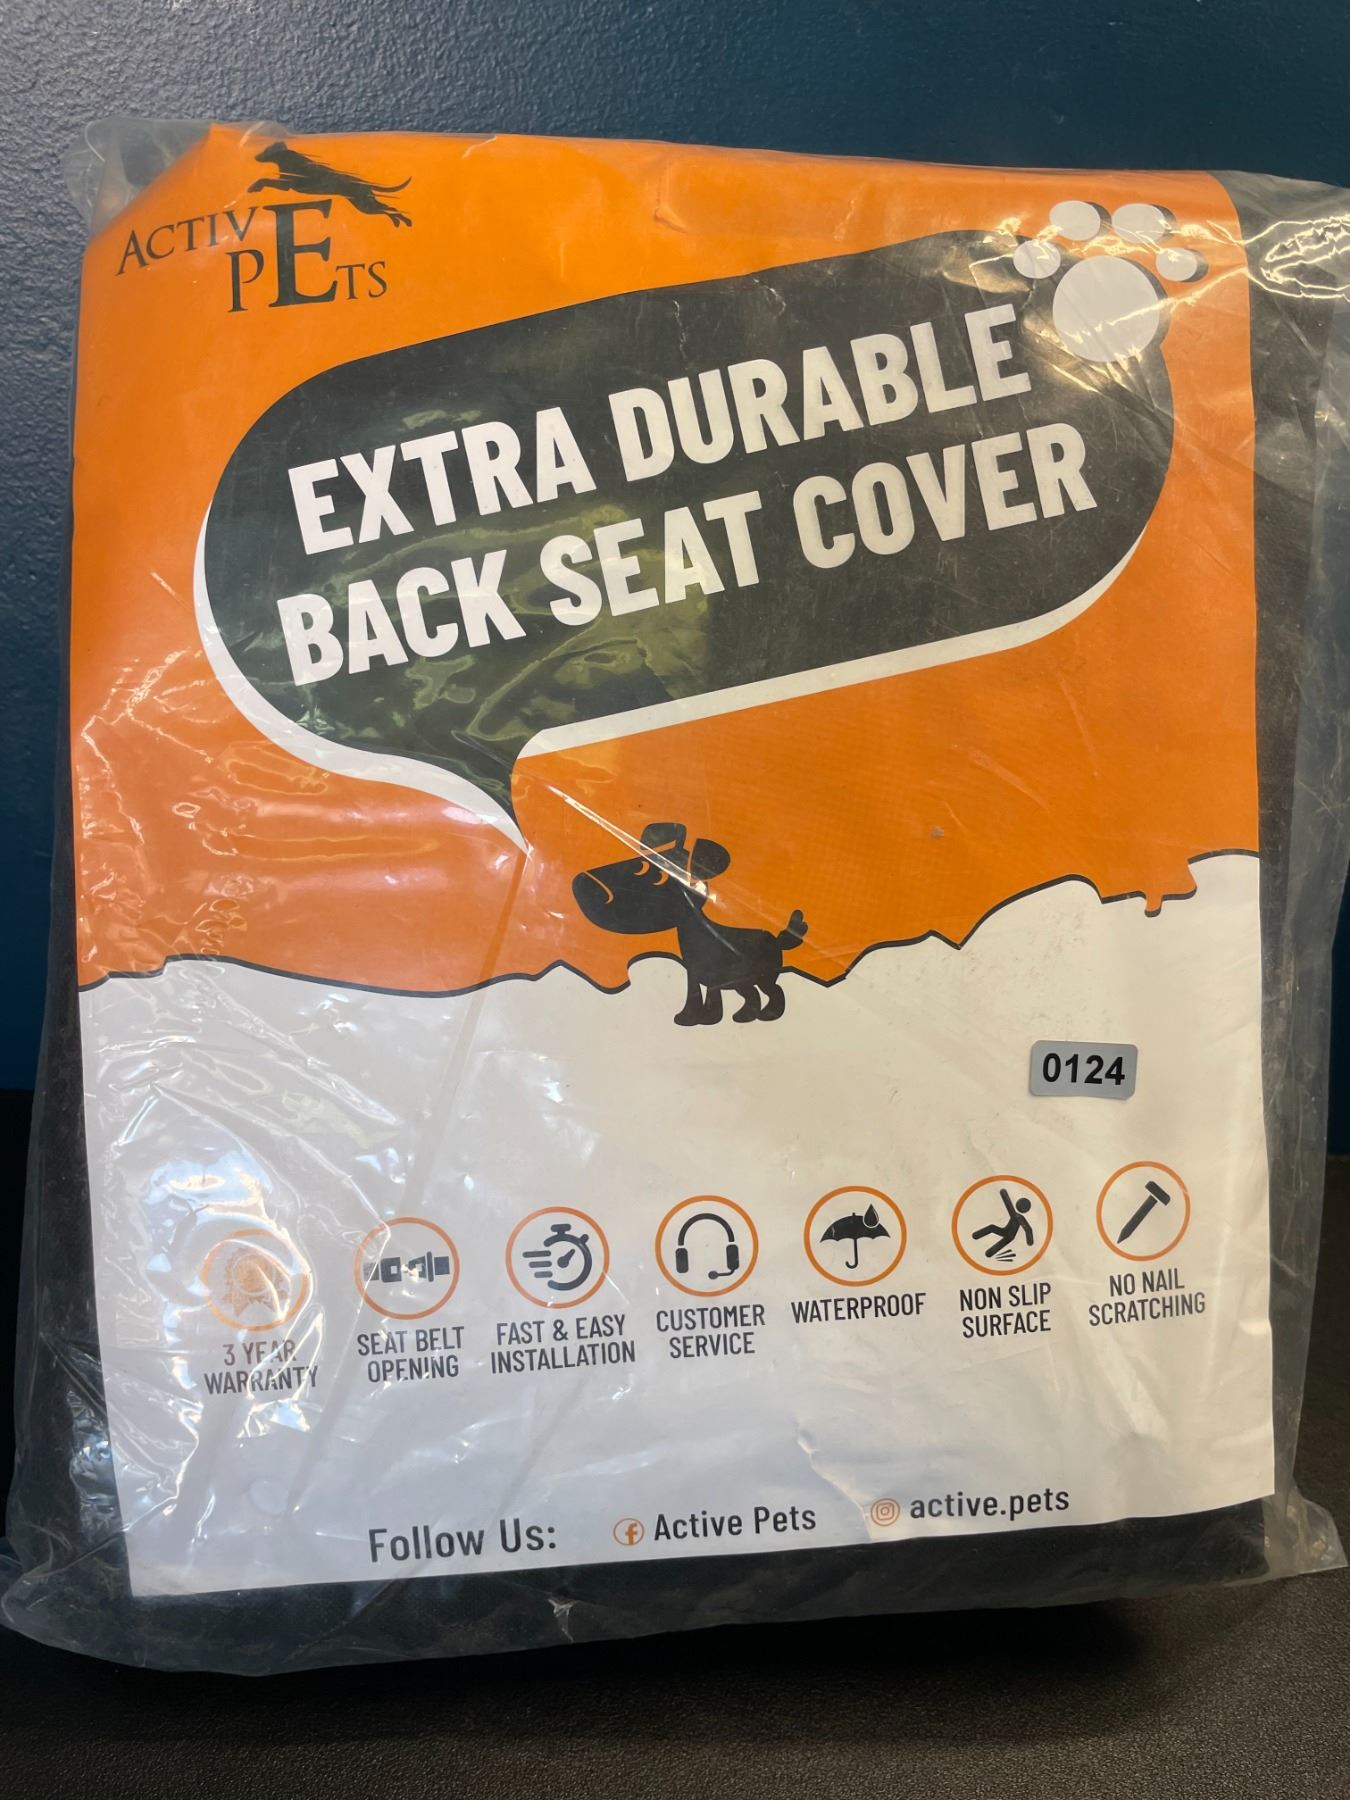 ACTIVE
PETS
EXTRA DURABLE
BACK SEAT COVER
0124
3 YEAR
WARRANTY
SEAT BELT
OPENING
FAST & EASY
INSTALLATION
CUSTOMER
SERVICE
WATERPROOF
NON SLIP
SURFACE
NO NAIL
SCRATCHING
Follow Us: Active Pets active.pets